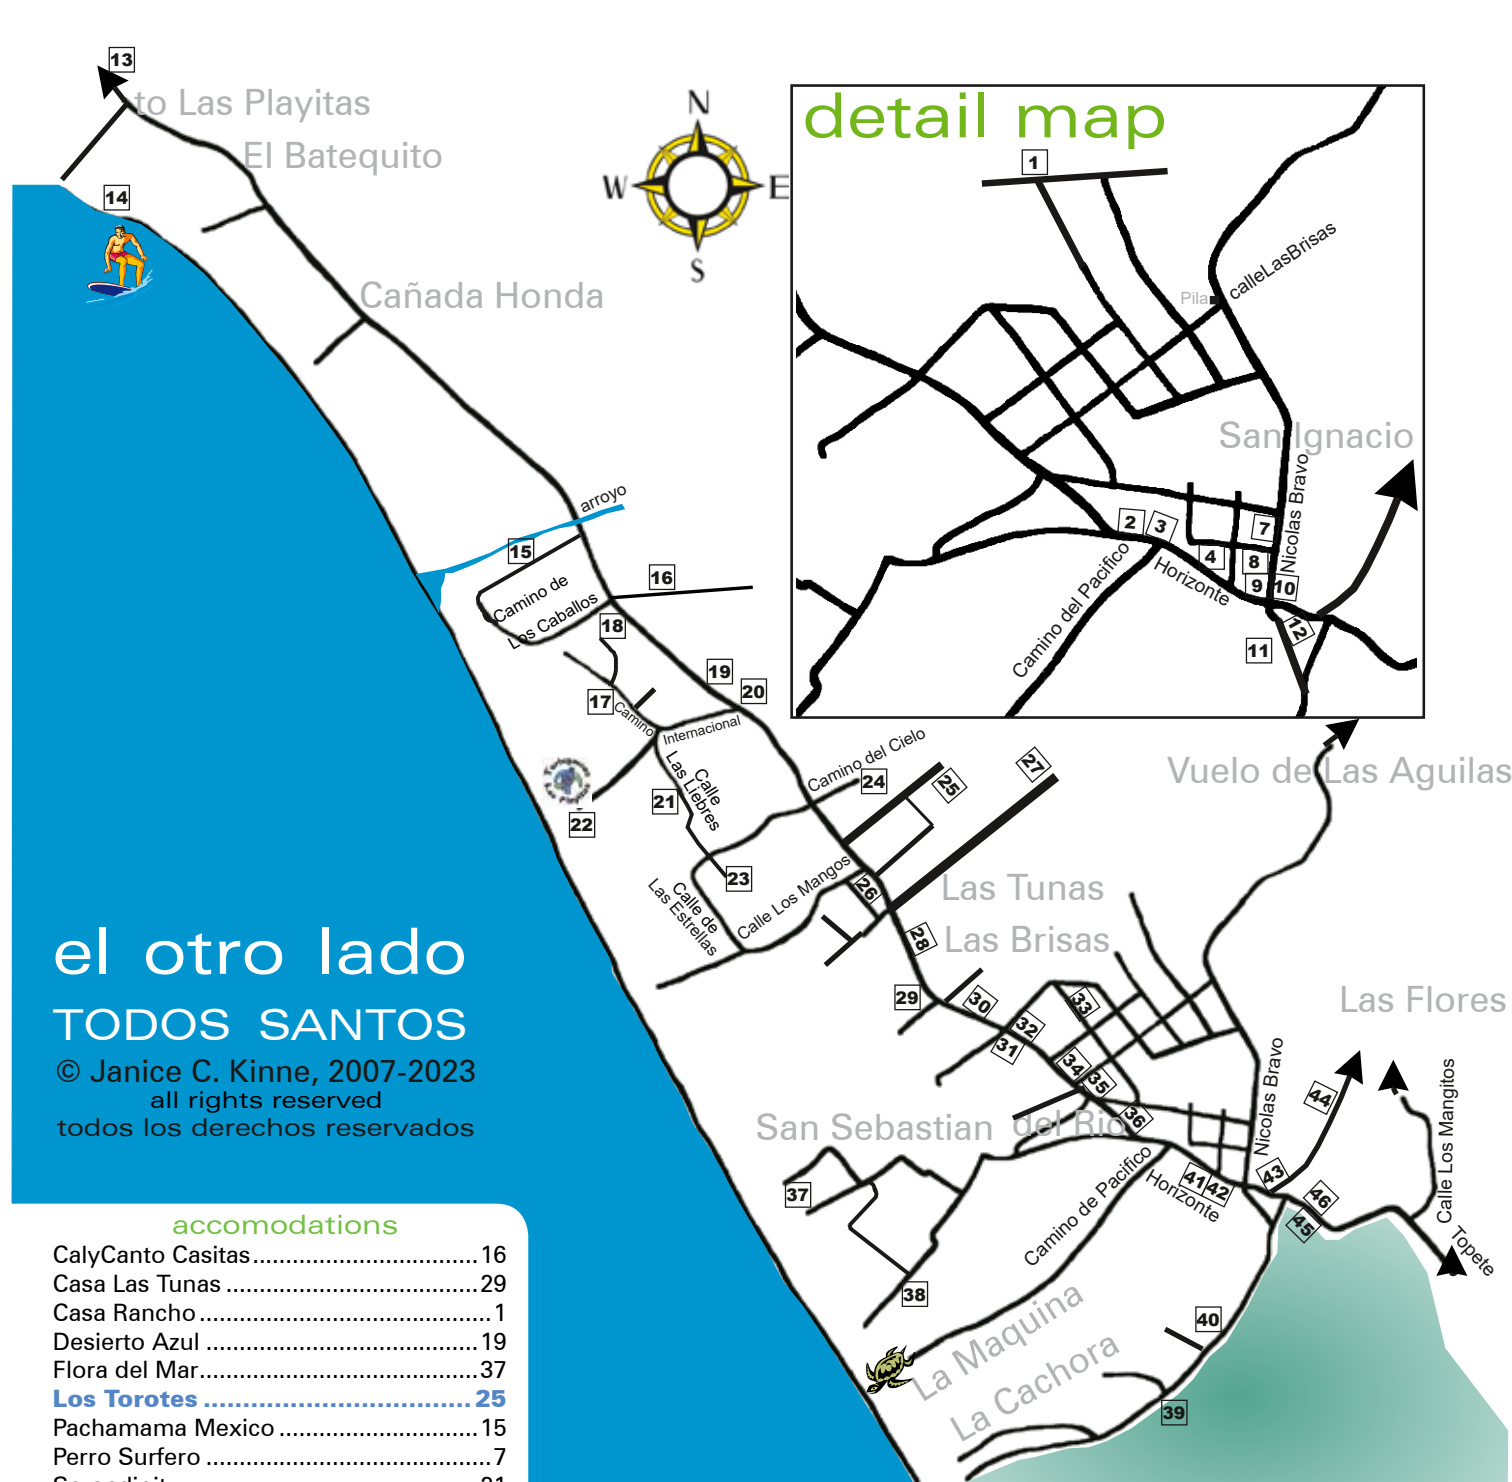 13
to Las Playitas
El Batequito
14
N
W
E
S
Cañada Honda
detail map
1
calleLasBrisas
Pila
San Ignacio
Nicolas Bravo
2
3
7
4
8
9
10
Camino del Pacifico
Horizonte
12
11
arroyo
15
16
Camino de
Los Caballos
18
19
20
17
Camino
Internacional
Tortugueros
Las Playitas
22
21
Calle
Las Liebres
23
Camino del Cielo
24
25
27
Vuelo de Las Aguilas
Calle Los Mangos
26
Calle de
Las Estrellas
Las Tunas
28
Las Brisas
29
30
31
32
33
34
35
36
Las Flores
San Sebastian del Rio
Nicolas Bravo
44
Calle Los Mangitos
37
38
Camino de Pacifico
Horizonte
41
42
43
46
45
Topete
40
La Maquina
La Cachora
39
el otro lado
TODOS SANTOS
© Janice C. Kinne, 2007-2023
all rights reserved
todos los derechos reservados
accomodations
CalyCanto Casitas..................................16
Casa Las Tunas ......................................29
Casa Rancho............................................1
Desierto Azul .........................................19
Flora del Mar..........................................37
Los Torotes ..................................25
Pachamama Mexico ..............................15
Perro Surfero ...........................................7